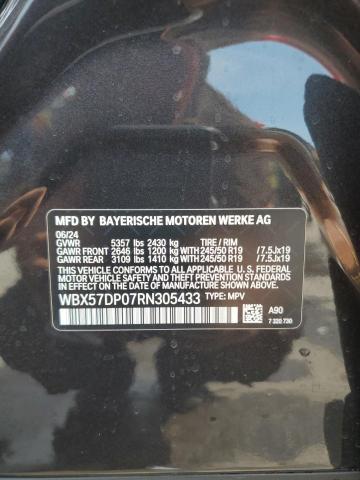 MFD BY BAYERISCHE MOTOREN WERKE AG
06/24
GVWR 5357 lbs 2430 kg TIRE / RIM
GAWR FRONT 2646 lbs 1200 kg WITH 245/50 R19 /7.5Jx19
GAWR REAR 3109 lbs 1410 kg WITH 245/50 R19 /7.5Jx19
THIS VEHICLE CONFORMS TO ALL APPLICABLE FEDERAL
MOTOR VEHICLE SAFETY AND THEFT PREVENTION STANDARDS
IN EFFECT ON THE DATE OF MANUFACTURE SHOWN ABOVE.
WBX57DP07RN305433 TYPE: MPV
A90
7 320 730